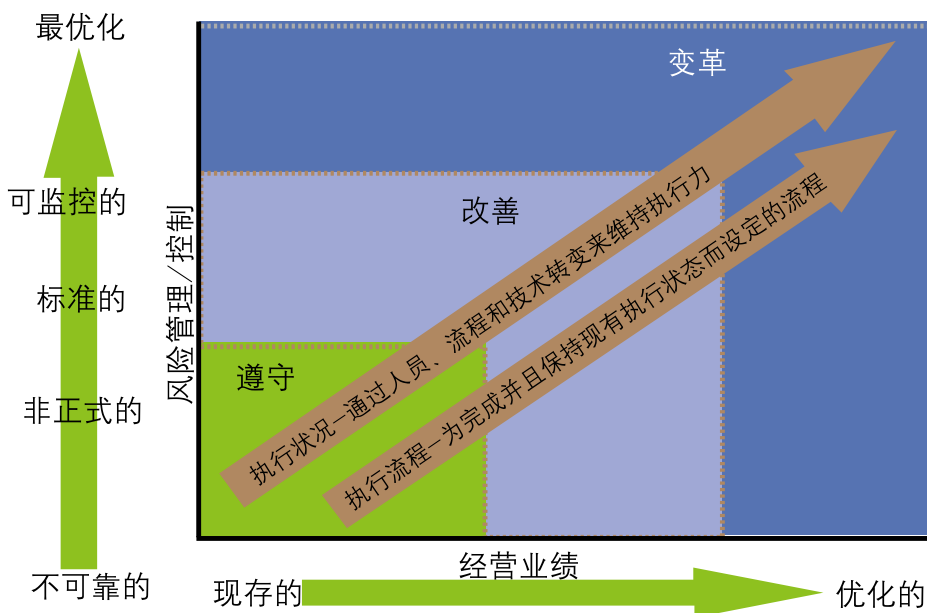 最优化
变革
可监控的
改善
标准的
风险管理/控制
遵守
非正式的
执行状况-通过人员、流程和技术转变来维持执行力
执行流程-为完成并且保持现有执行状态而设定的流程
不可靠的
经营业绩
现存的
优化的